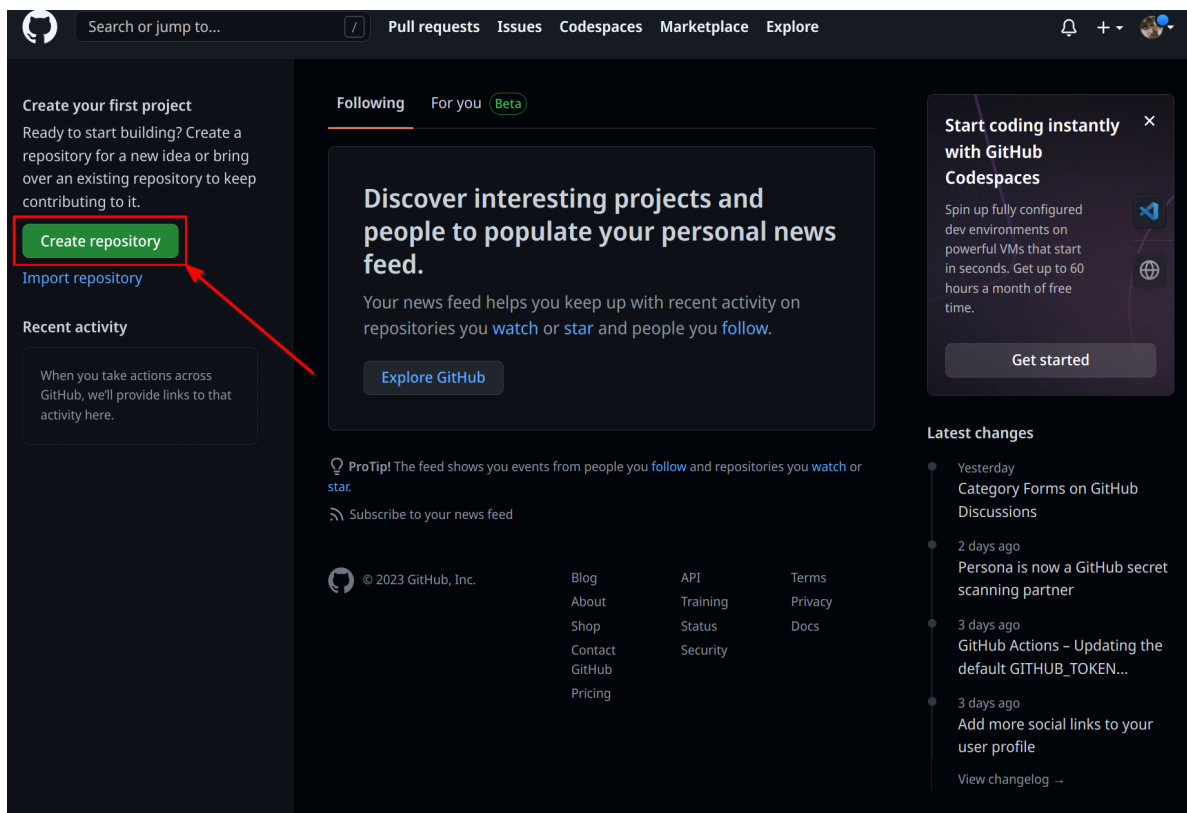 Search or jump to...
/
Pull requests Issues Codespaces Marketplace Explore
Create your first project
Ready to start building? Create a
repository for a new idea or bring
over an existing repository to keep
contributing to it.
Create repository
Import repository
Recent activity
When you take actions across
GitHub, we'll provide links to that
activity here.
Following For you Beta
Discover interesting projects and
people to populate your personal news
feed.
Your news feed helps you keep up with recent activity on
repositories you watch or star and people you follow.
Explore GitHub
ProTip! The feed shows you events from people you follow and repositories you watch or
star.
Subscribe to your news feed
© 2023 GitHub, Inc.
Blog
About
Shop
Contact
GitHub
Pricing
API
Training
Status
Security
Terms
Privacy
Docs
Start coding instantly
with GitHub
Codespaces
Spin up fully configured
dev environments on
powerful VMs that start
in seconds. Get up to 60
hours a month of free
time.
Get started
Latest changes
Yesterday
Category Forms on GitHub
Discussions
2 days ago
Persona is now a GitHub secret
scanning partner
3 days ago
GitHub Actions – Updating the
default GITHUB_TOKEN...
3 days ago
Add more social links to your
user profile
View changelog →